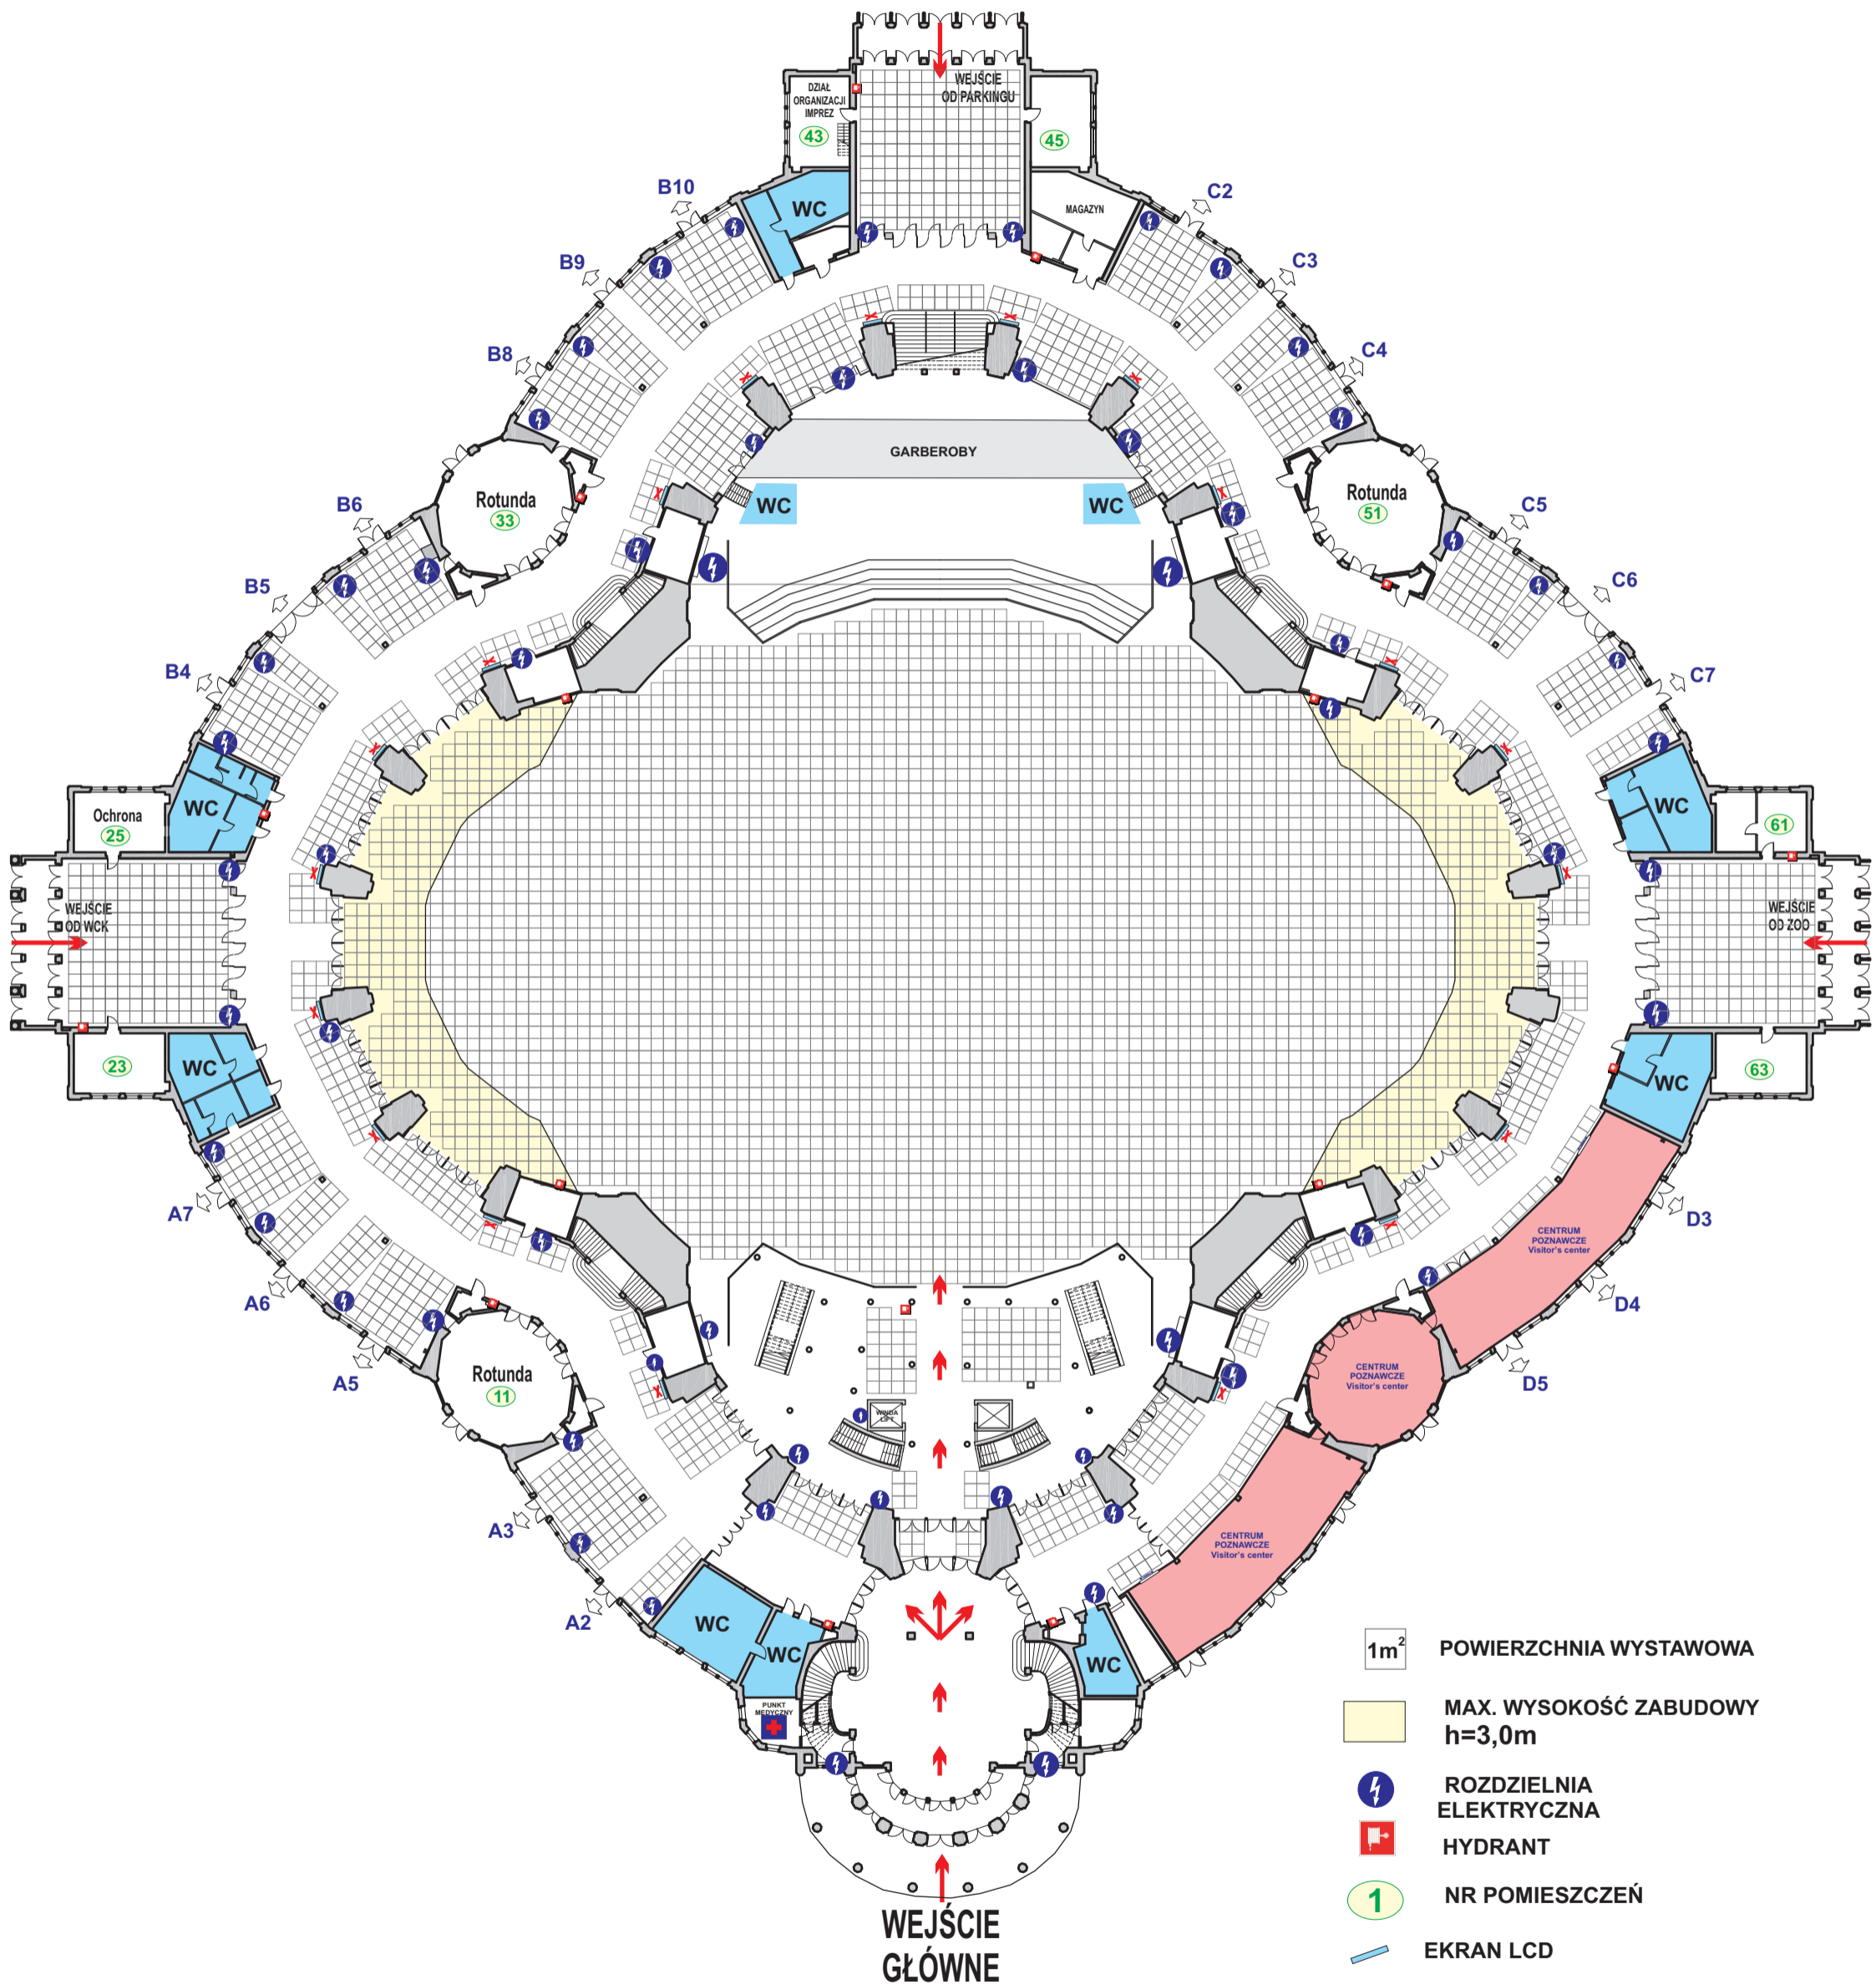 WEJŚCIE
OD PARKINGU
DZIAŁ
ORGANIZACJI
IMPREZ
43
45
B10
WC
MAGAZYN
C2
B9
C3
B8
C4
GARBEROBY
WC
WC
Rotunda
33
Rotunda
51
B6
C5
B5
C6
B4
C7
Ochrona
25
WC
WC
61
WEJŚCIE
OD WCK
WEJŚCIE
OD ZOO
23
WC
WC
63
A7
D3
CENTRUM
POZNAWCZE
Visitor's center
A6
D4
A5
D5
Rotunda
11
CENTRUM
POZNAWCZE
Visitor's center
WINDA
LIFT
A3
CENTRUM
POZNAWCZE
Visitor's center
A2
WC
WC
WC
PUNKT
MEDYCZNY
1m²
POWIERZCHNIA WYSTAWOWA
MAX. WYSOKOŚĆ ZABUDOWY
h=3,0m
ROZDZIELNIA
ELEKTRYCZNA
HYDRANT
1
NR POMIESZCZEŃ
EKRAN LCD
WEJŚCIE
GŁÓWNE